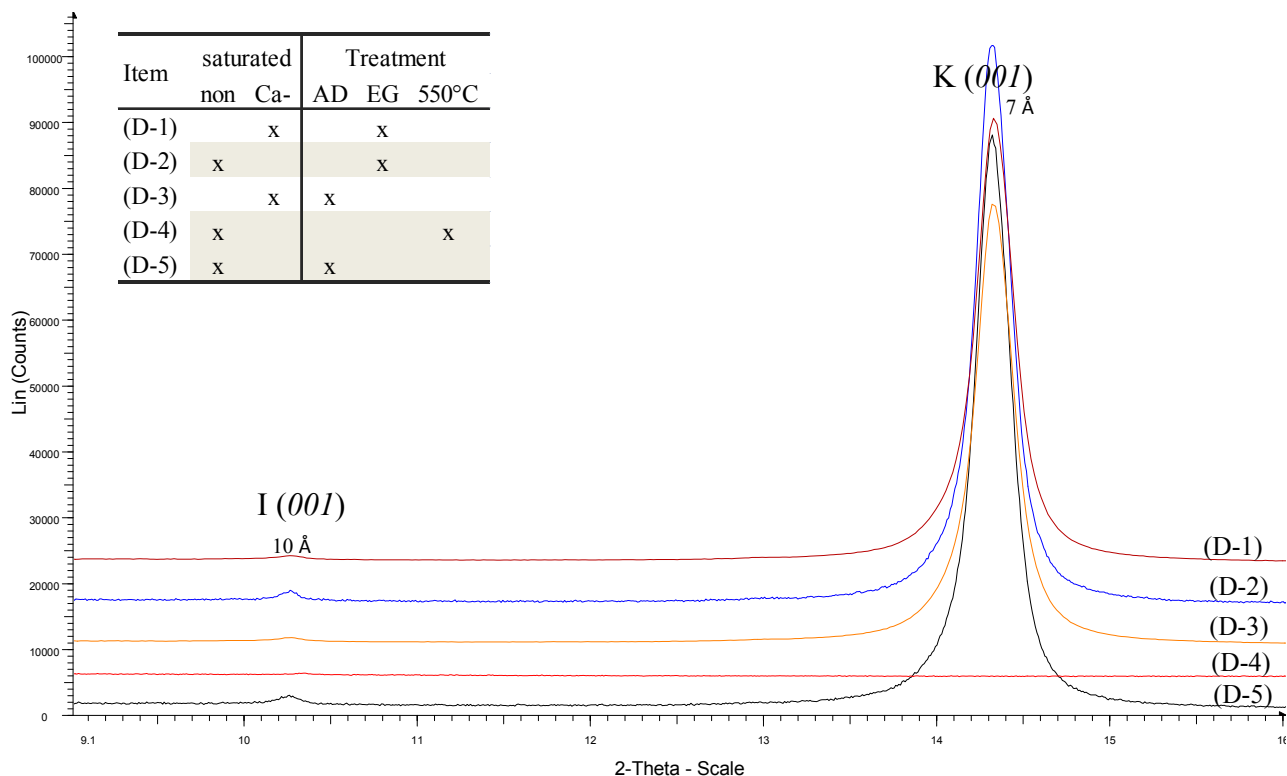 Item saturated Treatment
non Ca- AD EG 550°C
(D-1) x x
(D-2) x x
(D-3) x x
(D-4) x x
(D-5) x x
K (001)
7 Å
I (001)
10 Å
(D-1)
(D-2)
(D-3)
(D-4)
(D-5)
Lin (Counts)
100000
90000
80000
70000
60000
50000
40000
30000
20000
10000
0
9.1 10 11 12 13 14 15 16
2-Theta - Scale